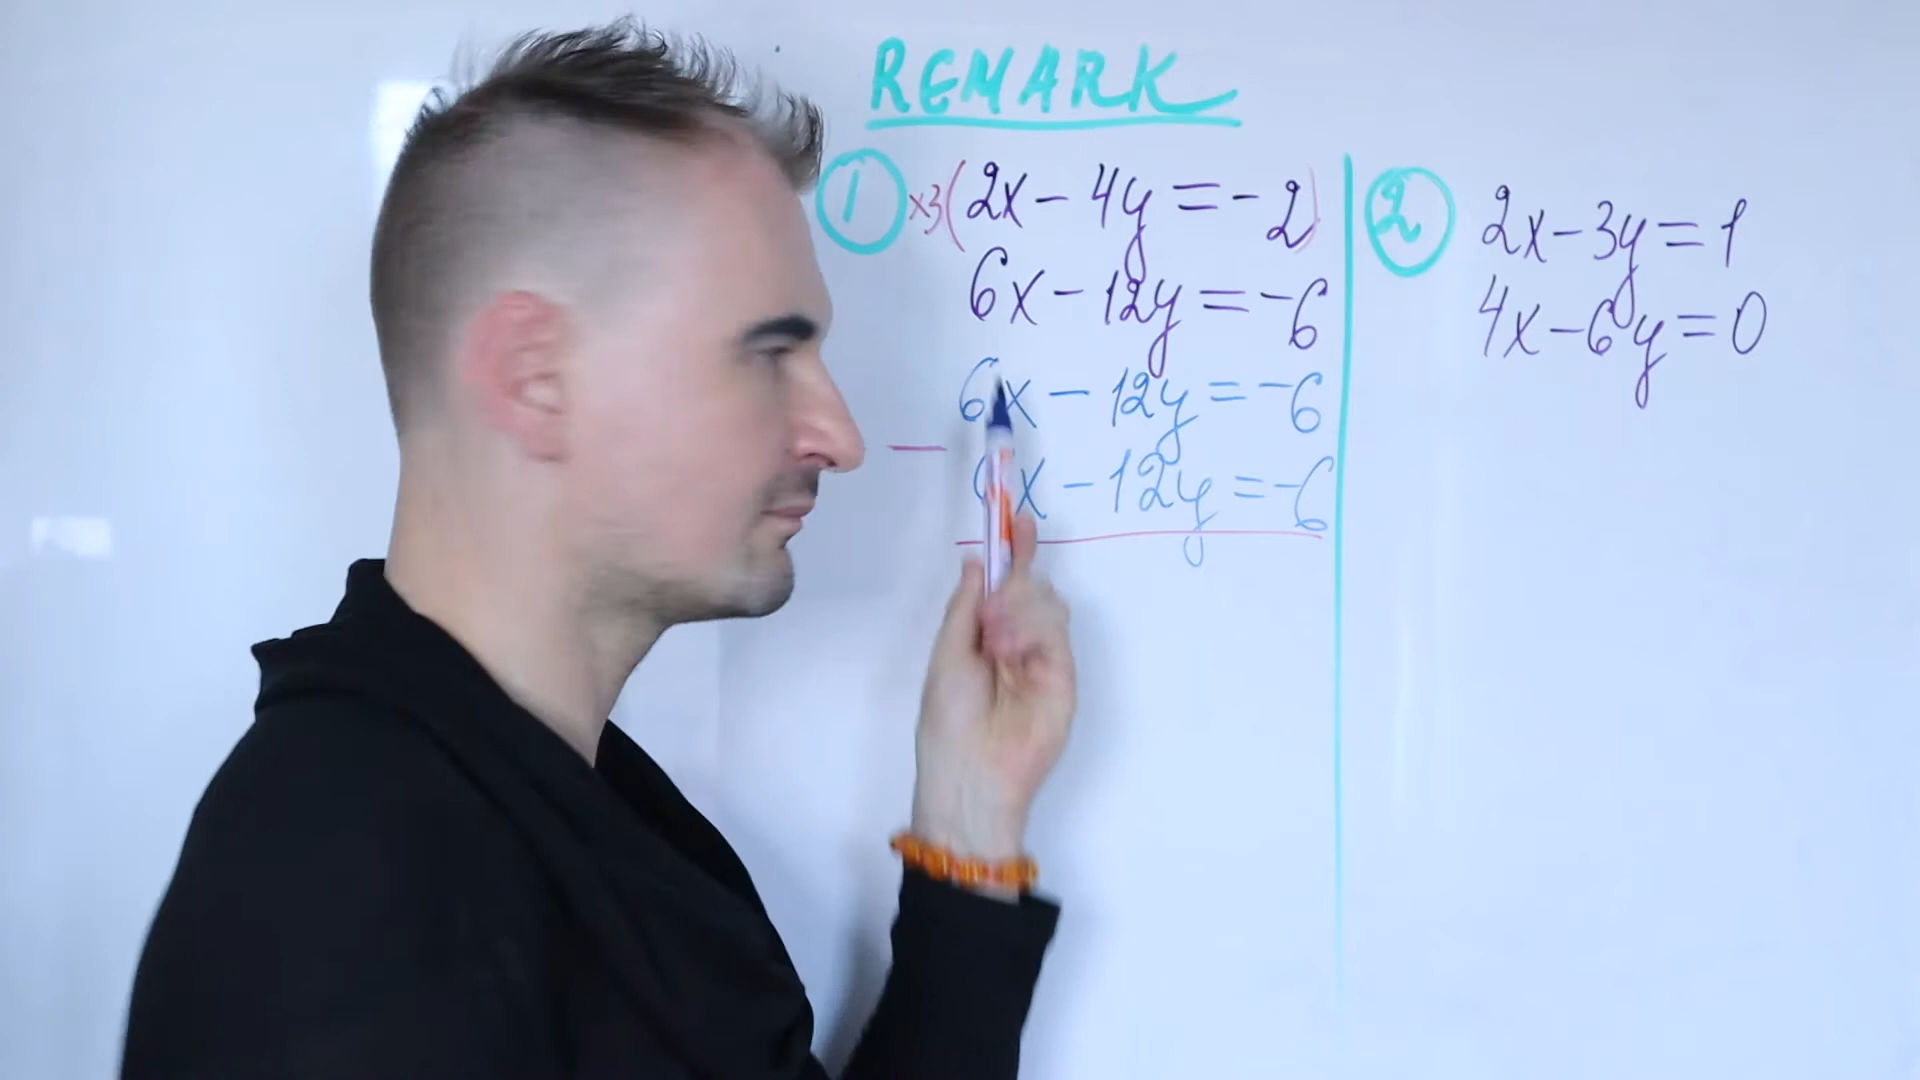 REMARK
1 ×3(2x - 4y = -2)
6x - 12y = -6
6x - 12y = -6
-
6x - 12y = -6
2 2x - 3y = 1
4x - 6y = 0